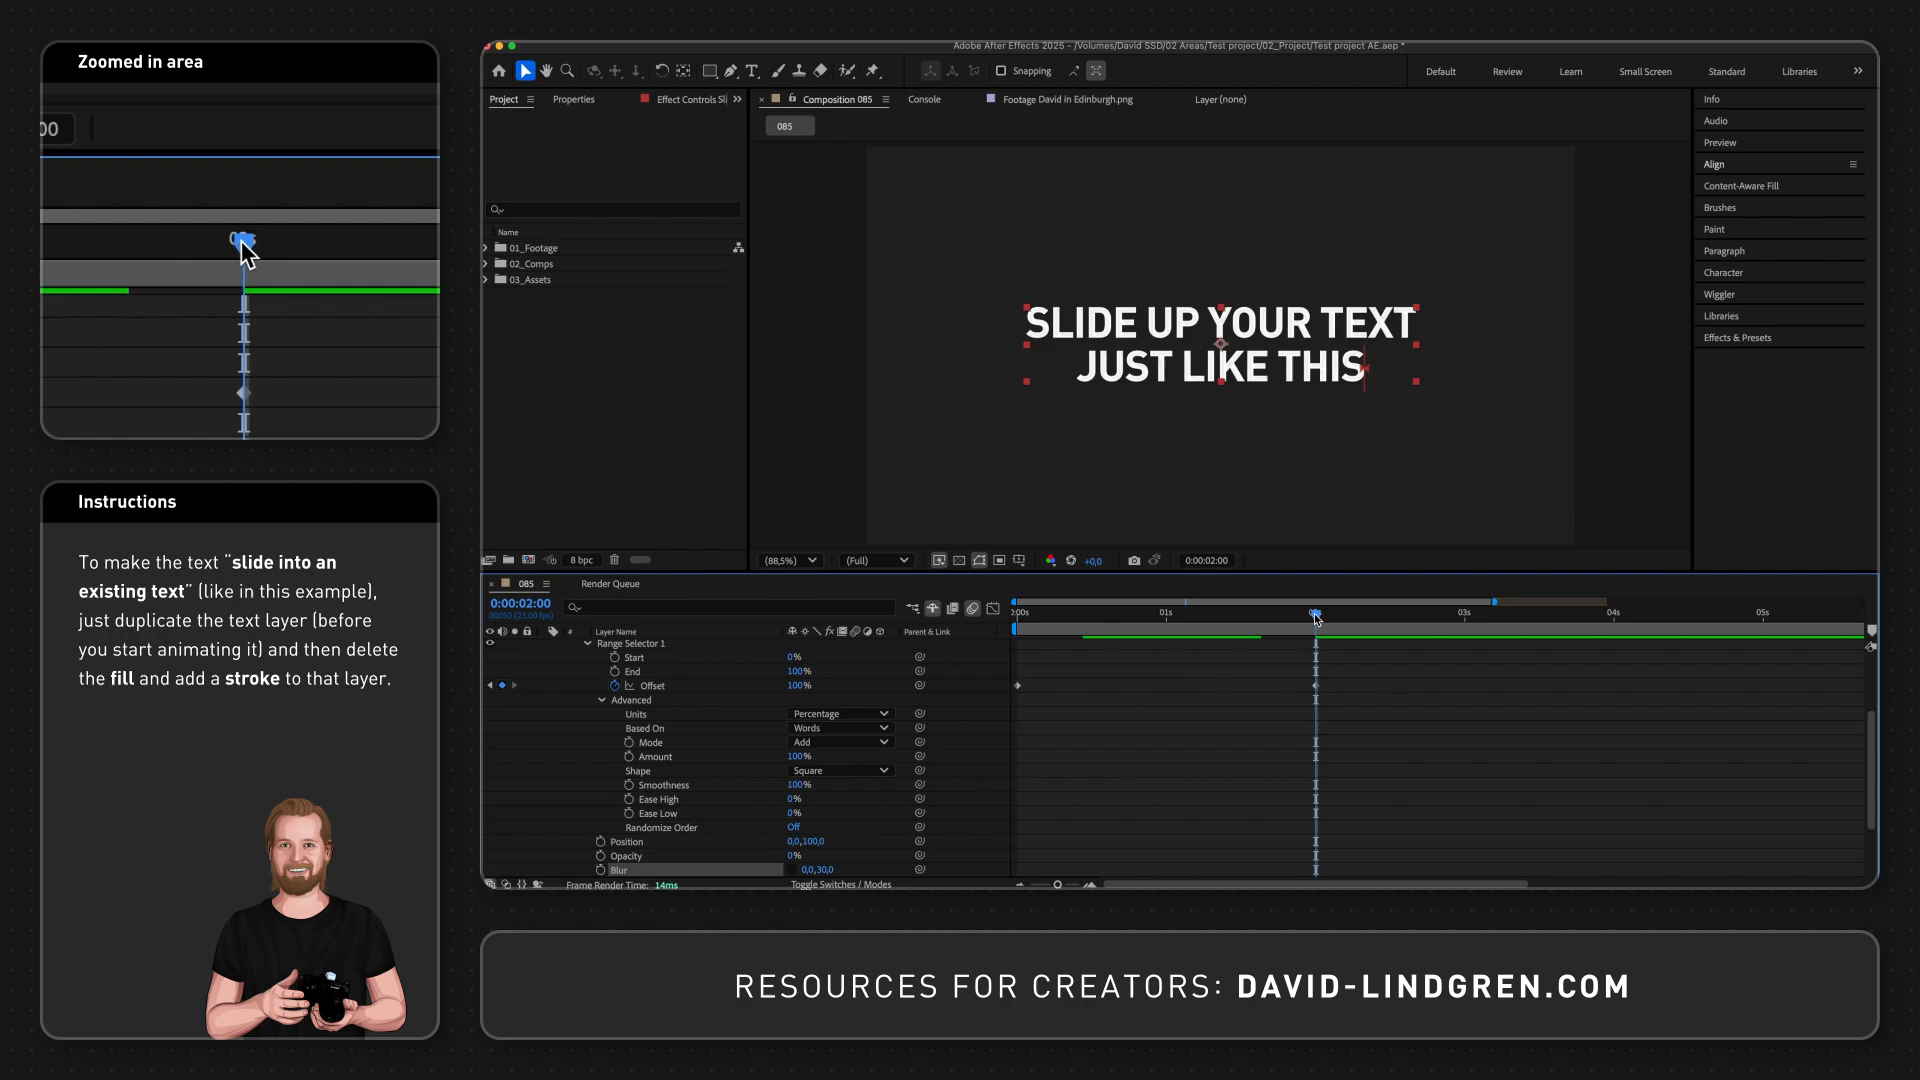 Zoomed in area
00
Instructions
To make the text “slide into an
existing text” (like in this example),
just duplicate the text layer (before
you start animating it) and then delete
the fill and add a stroke to that layer.
Adobe After Effects 2025 - /Volumes/David SSD/02 Areas/Test project/02_Project/Test project AE.aep *
Snapping
Default Review Learn Small Screen Standard Libraries
Project Properties Effect Controls Sli
Composition 085 Console Footage David in Edinburgh.png Layer (none)
085
Name
01_Footage
02_Comps
03_Assets
8 bpc
SLIDE UP YOUR TEXT
JUST LIKE THIS
(88,5%) (Full) +0,0 0:00:02:00
Info
Audio
Preview
Align
Content-Aware Fill
Brushes
Paint
Paragraph
Character
Wiggler
Libraries
Effects & Presets
085 Render Queue
0:00:02:00
00050 (25.00 fps)
# Layer Name Parent & Link
0:00s 01s 02s 03s 04s 05s
Range Selector 1
Start 0%
End 100%
Offset 100%
Advanced
Units Percentage
Based On Words
Mode Add
Amount 100%
Shape Square
Smoothness 100%
Ease High 0%
Ease Low 0%
Randomize Order Off
Position 0,0,100,0
Opacity 0%
Blur 0,0,30,0
Frame Render Time: 14ms Toggle Switches / Modes
RESOURCES FOR CREATORS: DAVID-LINDGREN.COM